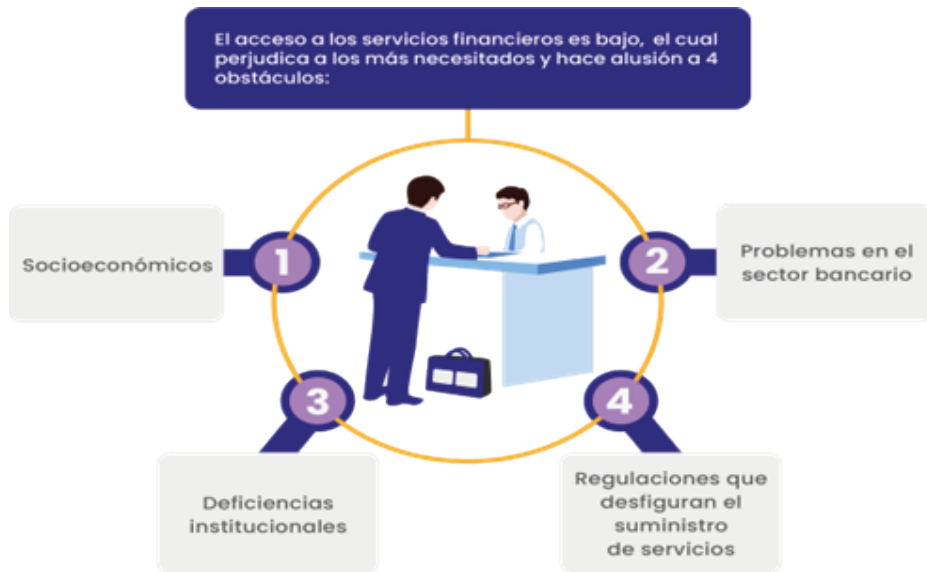 El acceso a los servicios financieros es bajo, el cual
perjudica a los más necesitados y hace alusión a 4
obstáculos:
1
Socioeconómicos
2
Problemas en el
sector bancario
3
Deficiencias
institucionales
4
Regulaciones que
desfiguran el
suministro
de servicios